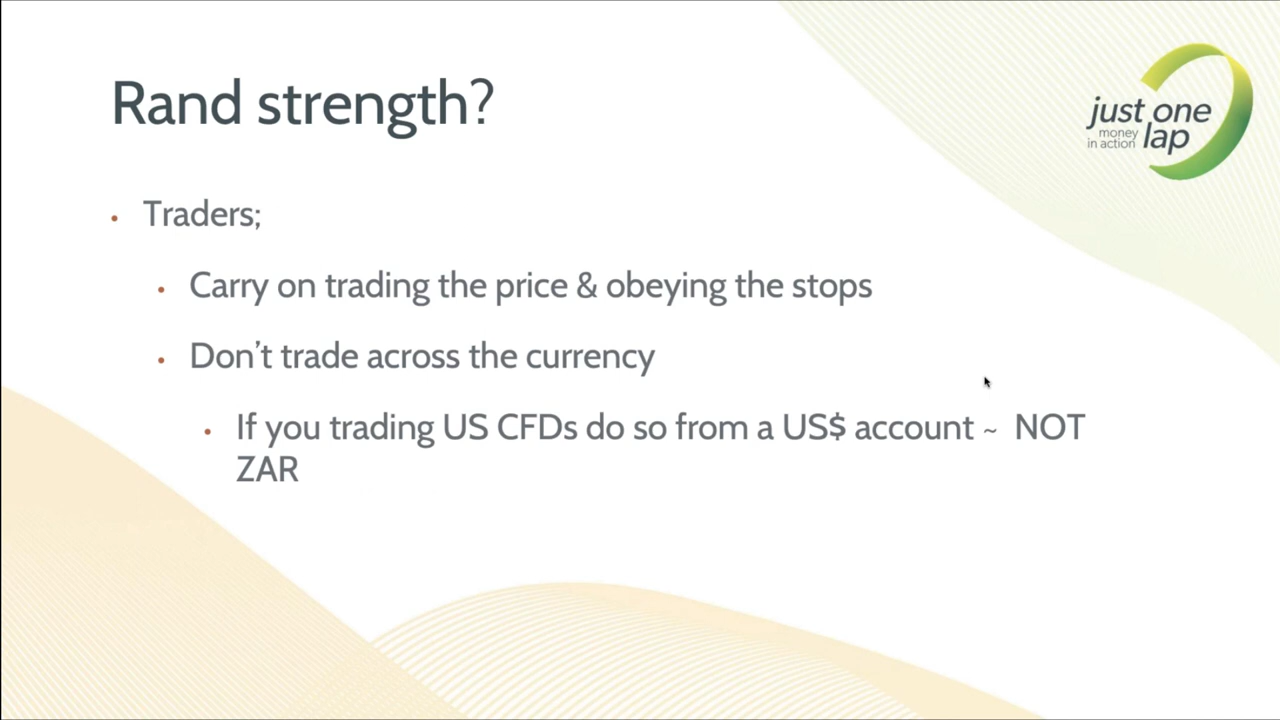 Rand strength?
just one
money
in action lap
• Traders;
• Carry on trading the price & obeying the stops
• Don’t trade across the currency
• If you trading US CFDs do so from a US$ account ~ NOT
ZAR